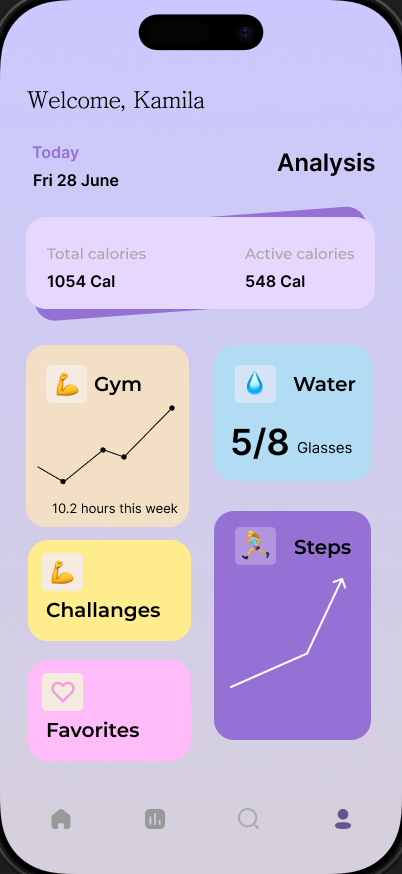 Welcome, Kamila
Today
Fri 28 June
Analysis
Total calories
1054 Cal
Active calories
548 Cal
Gym
10.2 hours this week
Water
5/8 Glasses
Challanges
Steps
Favorites